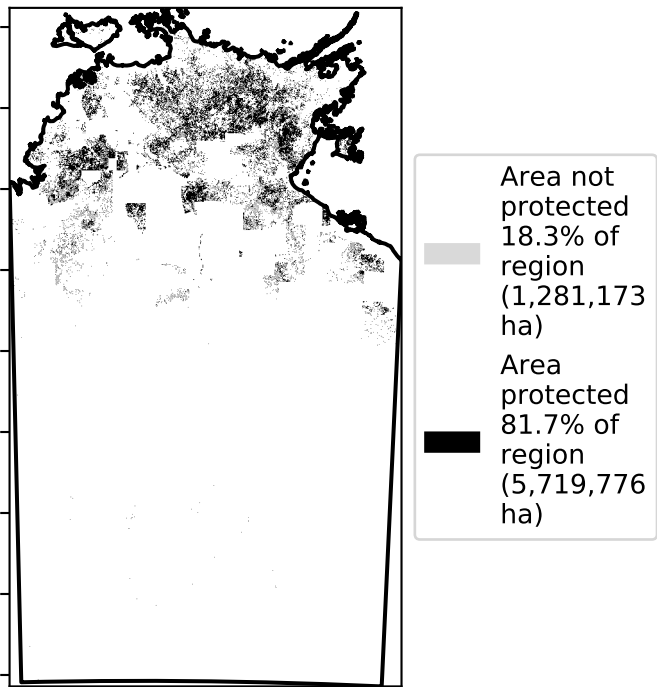 Area not
protected
18.3% of
region
(1,281,173
ha)
Area
protected
81.7% of
region
(5,719,776
ha)